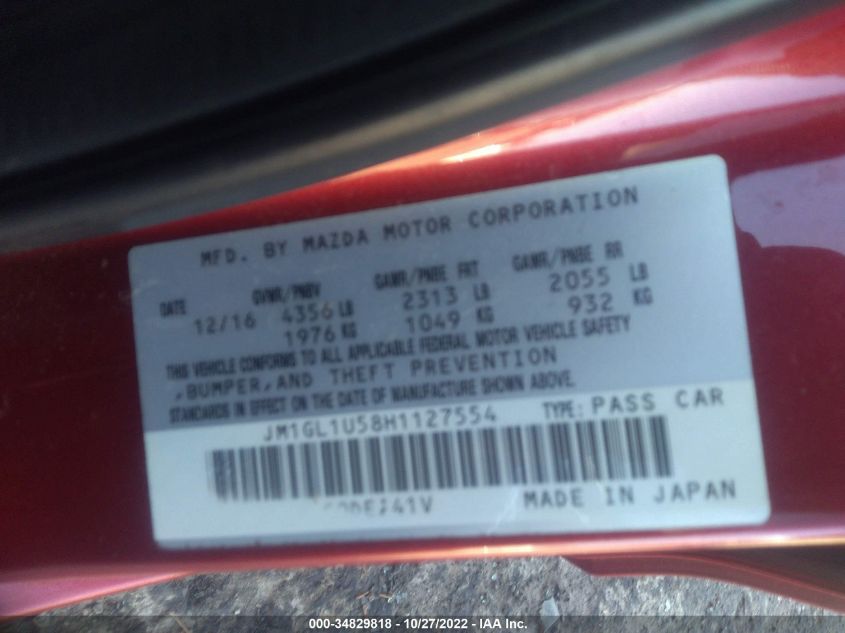 MFD. BY MAZDA MOTOR CORPORATION
DATE GVWR/PNBV GAWR/PNBE FRT GAWR/PNBE RR
12/16 4356 LB 2313 LB 2055 LB
1976 KG 1049 KG 932 KG
THIS VEHICLE CONFORMS TO ALL APPLICABLE FEDERAL MOTOR VEHICLE SAFETY
,BUMPER,AND THEFT PREVENTION
STANDARDS IN EFFECT ON THE DATE OF MANUFACTURE SHOWN ABOVE.
JM1GL1U58H1127554 TYPE: PASS CAR
MADE IN JAPAN
000-34829818 - 10/27/2022 - IAA Inc.